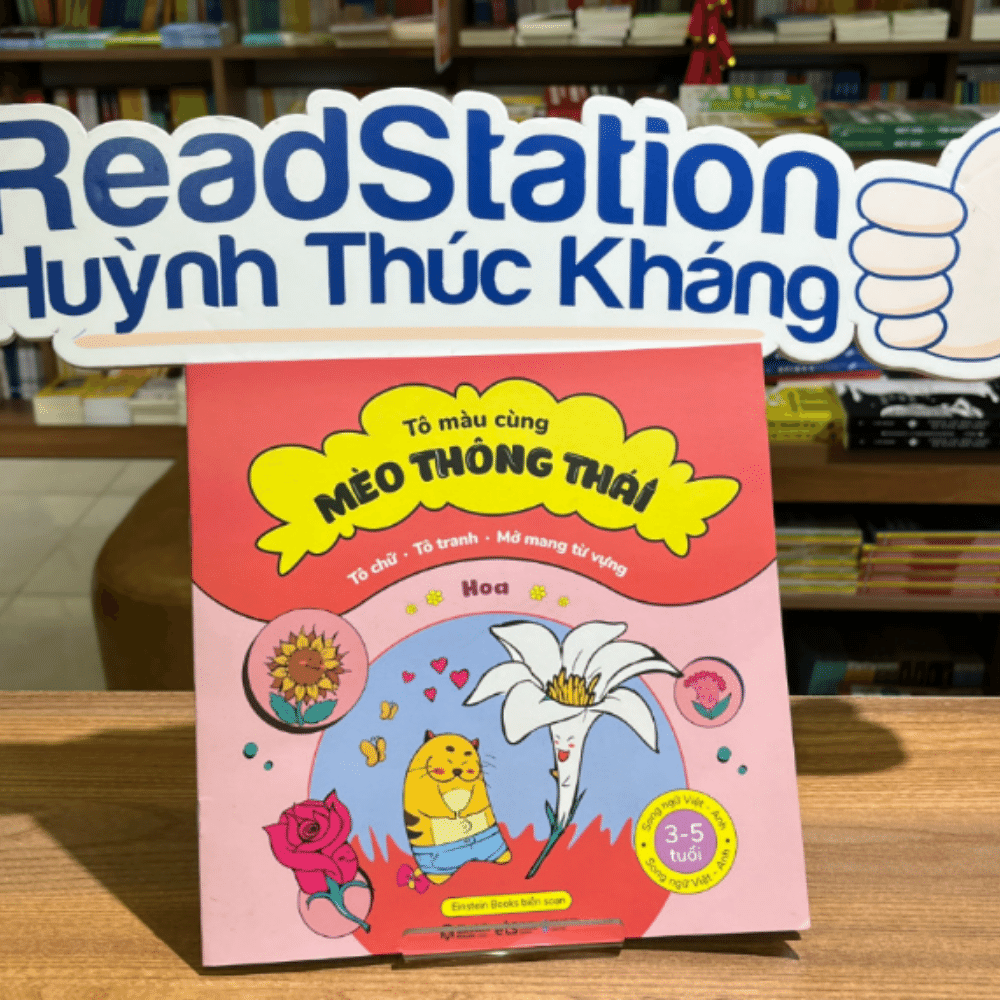 ReadStation
Huỳnh Thúc Kháng
Tô màu cùng
MÈO THÔNG THÁI
Tô chữ · Tô tranh · Mở mang từ vựng
Hoa
Song ngữ Việt - Anh
3-5
tuổi
Song ngữ Việt - Anh
Einstein Books biên soạn